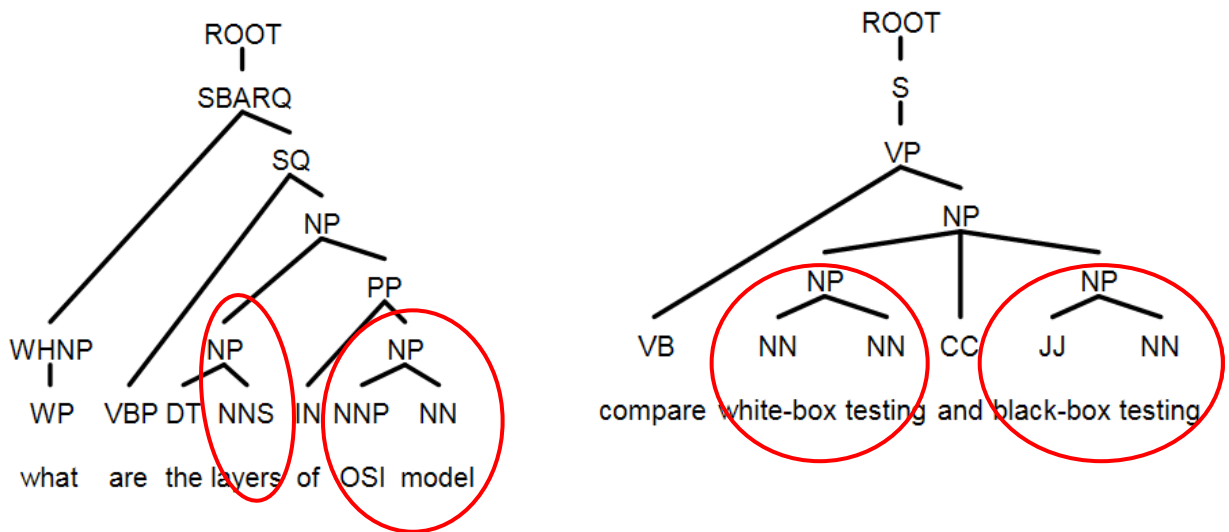 ROOT
SBARQ
SQ
NP
PP
WHNP NP NP
WP VBP DT NNS IN NNP NN
what are the layers of OSI model
ROOT
S
VP
NP
NP NP
VB NN NN CC JJ NN
compare white-box testing and black-box testing